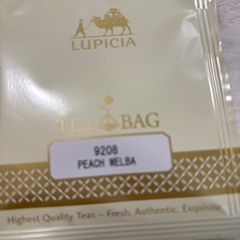 LUPICIA
TEA BAG
9208
PEACH MELBA
Highest Quality Teas – Fresh, Authentic, Exquisite